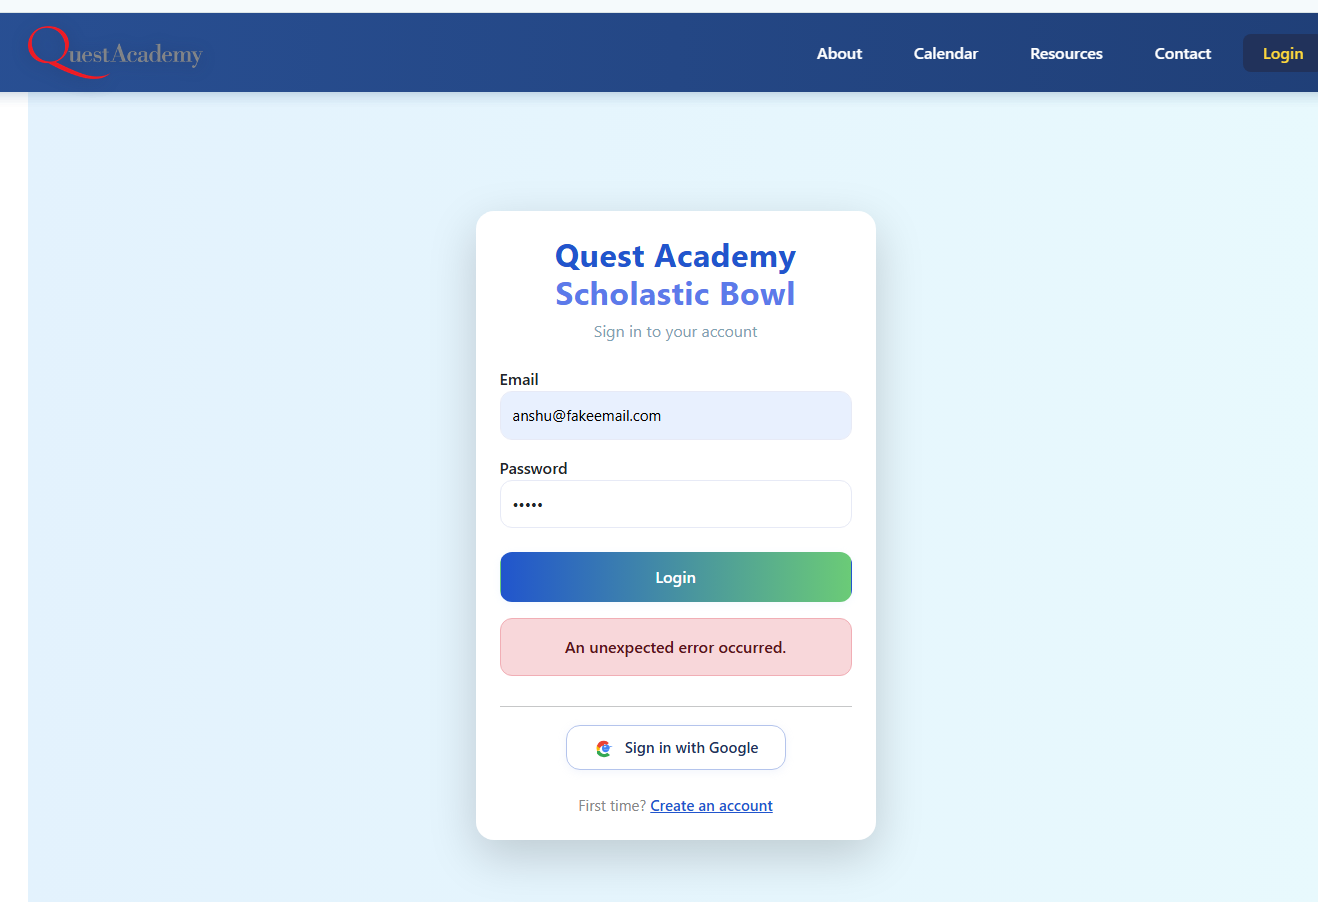 QuestAcademy
About
Calendar
Resources
Contact
Login
Quest Academy
Scholastic Bowl
Sign in to your account
Email
anshu@fakeemail.com
Password
•••••
Login
An unexpected error occurred.
Sign in with Google
First time? Create an account